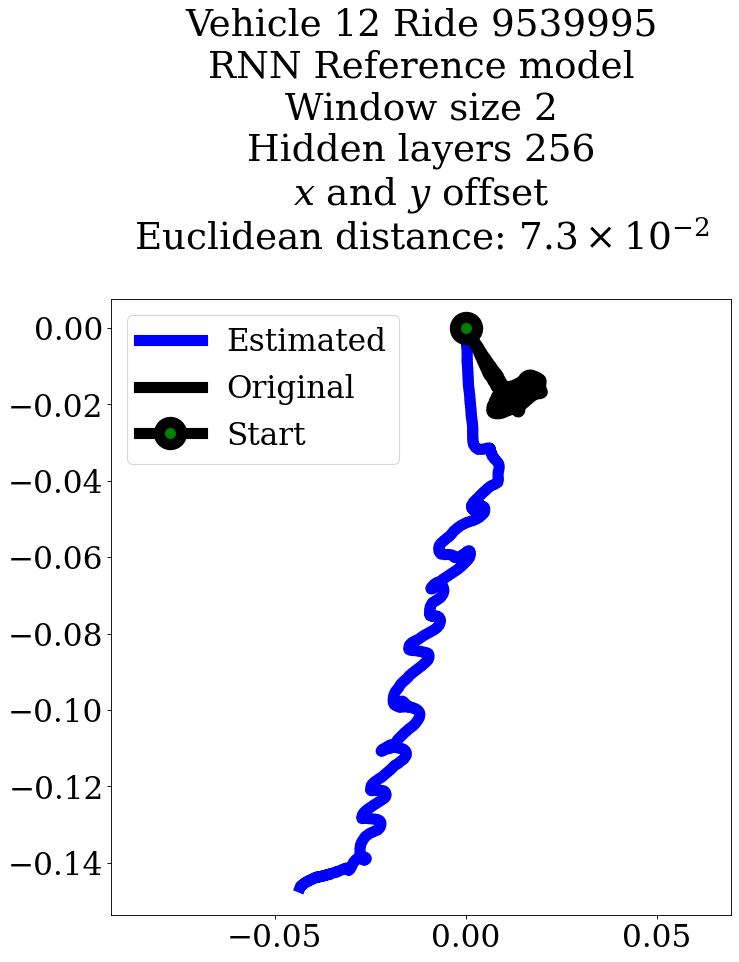 Vehicle 12 Ride 9539995
RNN Reference model
Window size 2
Hidden layers 256
x and y offset
Euclidean distance: 7.3 × 10⁻²
Estimated
Original
Start
0.00
−0.02
−0.04
−0.06
−0.08
−0.10
−0.12
−0.14
−0.05 0.00 0.05